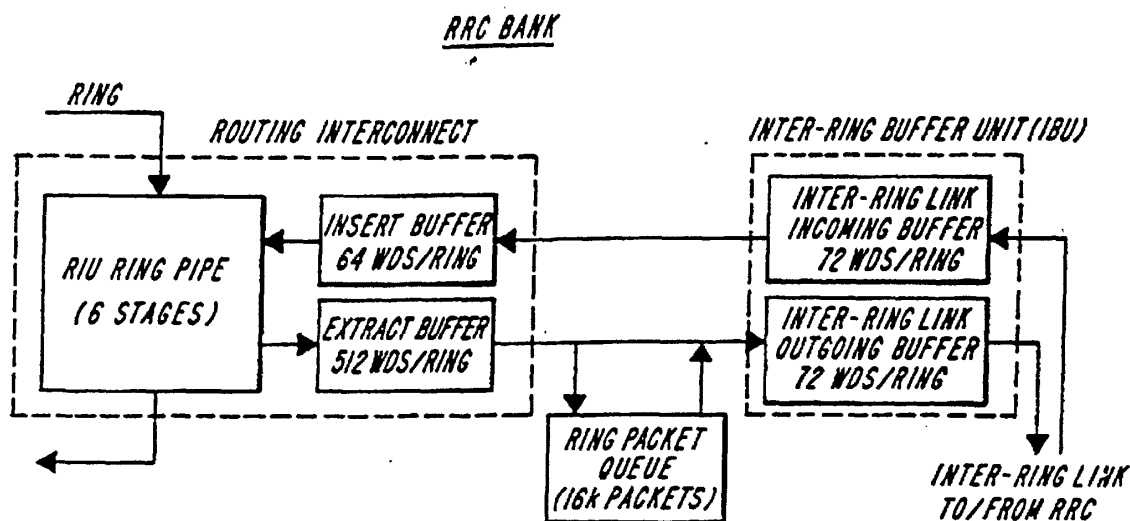 RRC BANK
RING
ROUTING INTERCONNECT
INTER-RING BUFFER UNIT(IBU)
RIU RING PIPE
(6 STAGES)
INSERT BUFFER
64 WDS/RING
EXTRACT BUFFER
512 WDS/RING
INTER-RING LINK
INCOMING BUFFER
72 WDS/RING
INTER-RING LINK
OUTGOING BUFFER
72 WDS/RING
RING PACKET
QUEUE
(16k PACKETS)
INTER-RING LINK
TO/FROM RRC